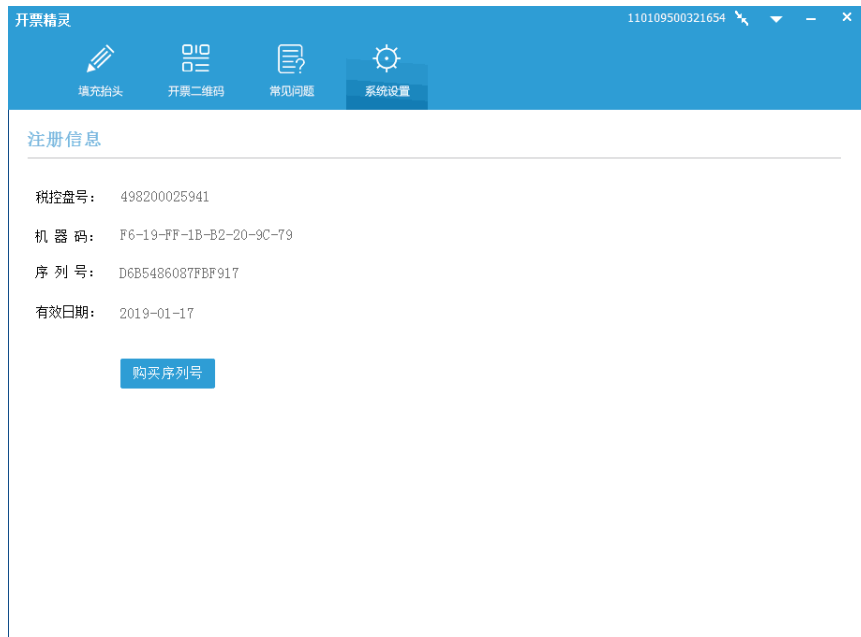 开票精灵
110109500321654
填充抬头 开票二维码 常见问题 系统设置
注册信息
税控盘号: 498200025941
机 器 码: F6-19-FF-1B-B2-20-9C-79
序 列 号: D6B5486087FBF917
有效日期: 2019-01-17
购买序列号